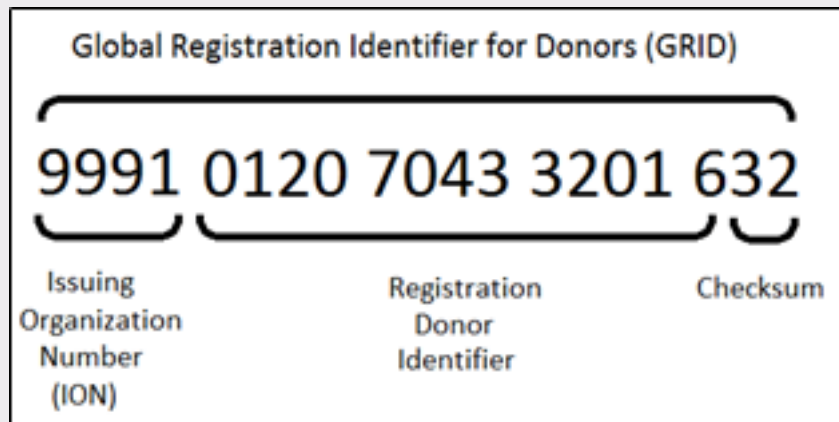 Global Registration Identifier for Donors (GRID)
9991 0120 7043 3201 632
Issuing
Organization
Number
(ION)
Registration
Donor
Identifier
Checksum